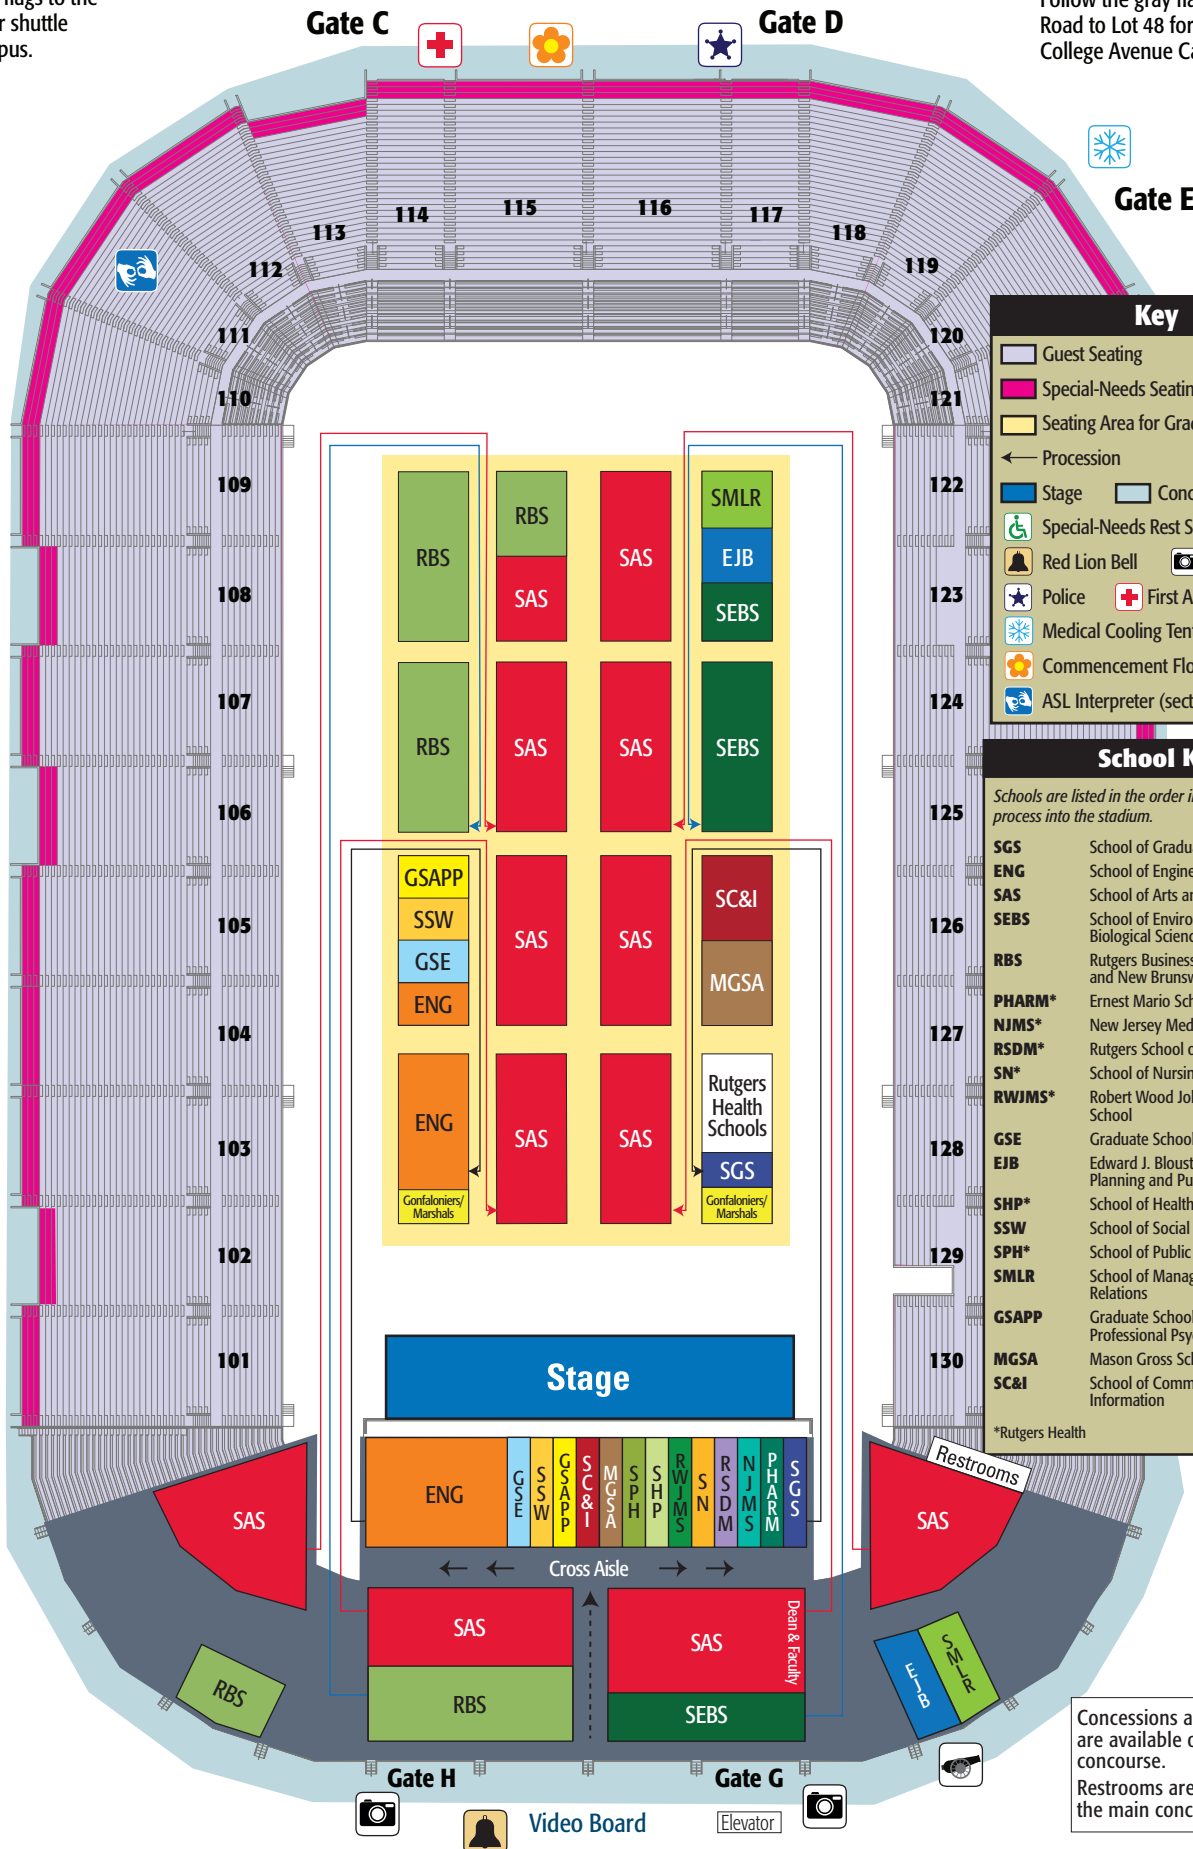 flags to the
r shuttle
pus.
Gate C
Gate D
Follow the gray fla
Road to Lot 48 for
College Avenue Ca
Gate E
114
115
116
117
113
118
112
119
111
120
110
121
109
122
108
123
107
124
106
125
105
126
104
127
103
128
102
129
101
130
Key
Guest Seating
Special-Needs Seatin
Seating Area for Grad
Procession
Stage
Conc
Special-Needs Rest S
Red Lion Bell
Police
First A
Medical Cooling Tent
Commencement Flo
ASL Interpreter (sect
School K
Schools are listed in the order i
process into the stadium.
SGS School of Gradua
ENG School of Engine
SAS School of Arts an
SEBS School of Enviro
Biological Scienc
RBS Rutgers Business
and New Brunsw
PHARM* Ernest Mario Sch
NJMS* New Jersey Med
RSDM* Rutgers School o
SN* School of Nursin
RWJMS* Robert Wood Joh
School
GSE Graduate School
EJB Edward J. Bloust
Planning and Pu
SHP* School of Health
SSW School of Social
SPH* School of Public
SMLR School of Manag
Relations
GSAPP Graduate School
Professional Psy
MGSA Mason Gross Sch
SC&I School of Comm
Information
*Rutgers Health
RBS
RBS
SAS
SAS
SMLR
EJB
SEBS
RBS
SAS
SAS
SEBS
GSAPP
SSW
GSE
ENG
SAS
SAS
SC&I
MGSA
ENG
Gonfaloniers/
Marshals
SAS
SAS
Rutgers
Health
Schools
SGS
Gonfaloniers/
Marshals
Stage
Restrooms
SAS
ENG
GSE
SSW
GSAPP
SC&I
MGSA
SPH
SHP
RWJMS
SN
RSDM
NJMS
PHARM
SGS
SAS
Cross Aisle
SAS
RBS
SAS
Dean & Faculty
SEBS
RBS
EJB
SMLR
Gate H
Gate G
Video Board
Elevator
Concessions a
are available o
concourse.
Restrooms are
the main conc